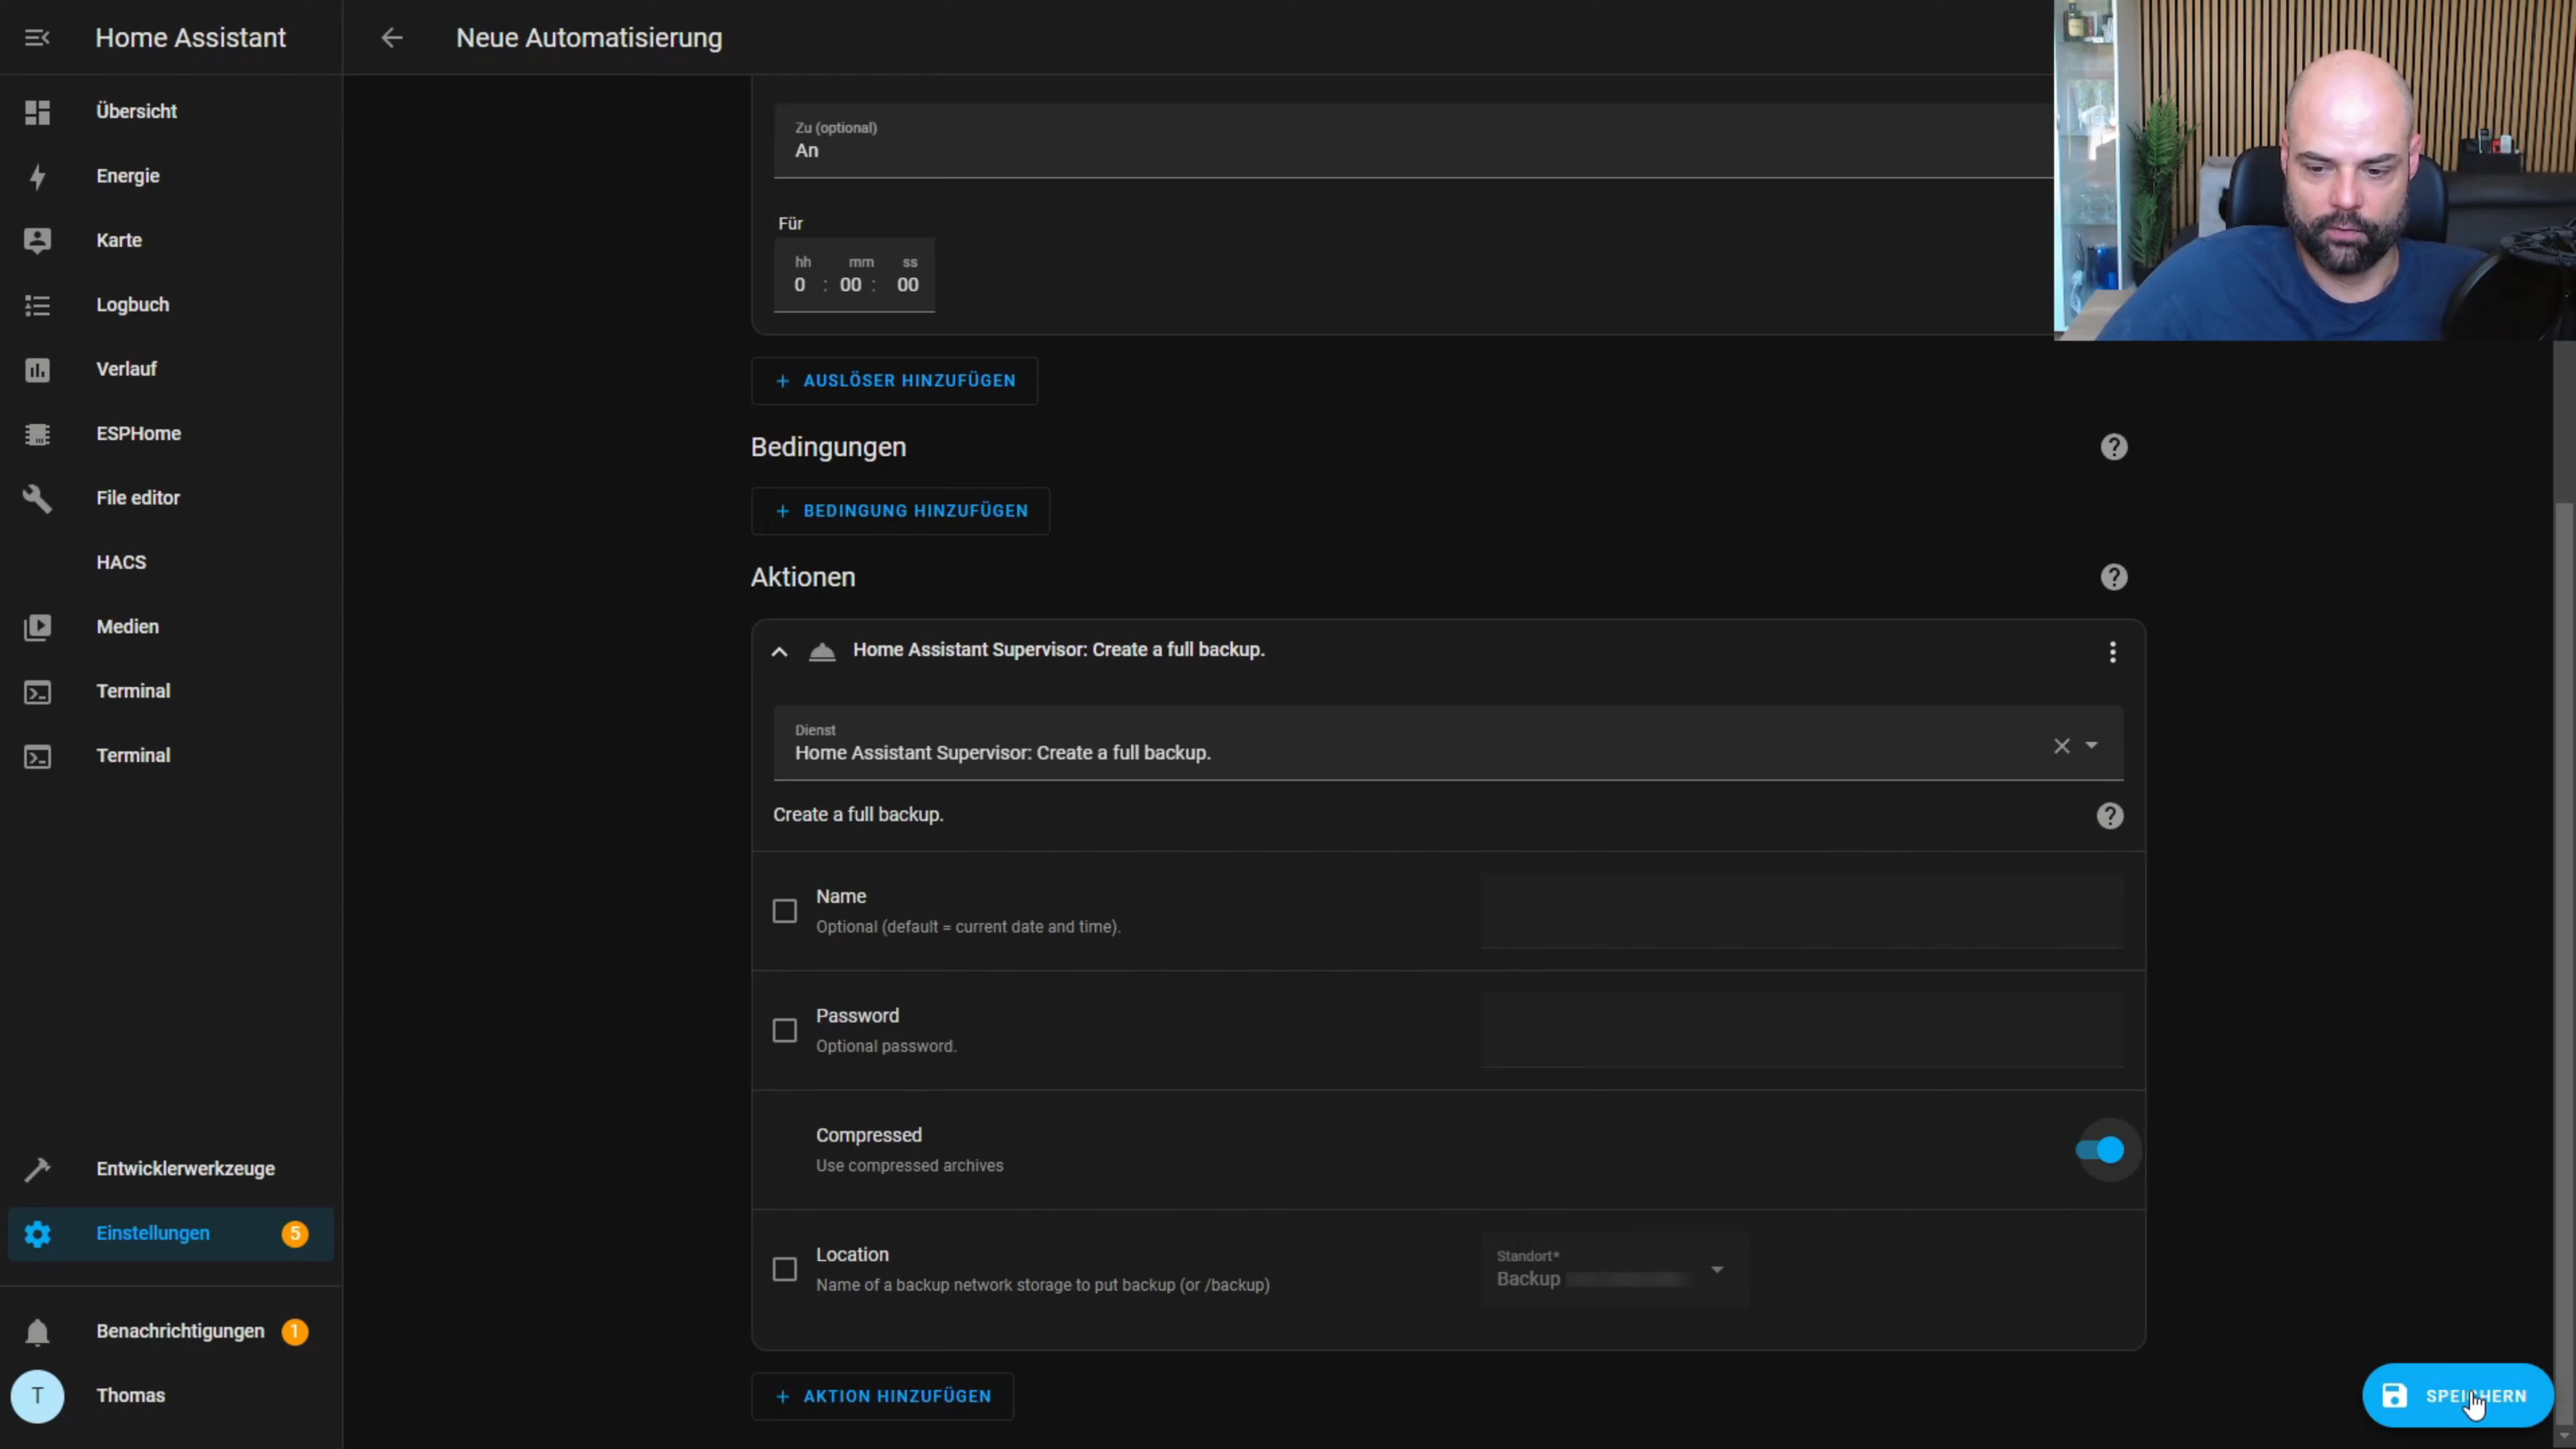 Home Assistant
Neue Automatisierung
Übersicht
Energie
Karte
Logbuch
Verlauf
ESPHome
File editor
HACS
Medien
Terminal
Terminal
Entwicklerwerkzeuge
Einstellungen 5
Benachrichtigungen 1
T Thomas
Zu (optional)
An
Für
hh mm ss
0 : 00 : 00
+ AUSLÖSER HINZUFÜGEN
Bedingungen
+ BEDINGUNG HINZUFÜGEN
Aktionen
Home Assistant Supervisor: Create a full backup.
Dienst
Home Assistant Supervisor: Create a full backup.
Create a full backup.
Name
Optional (default = current date and time).
Password
Optional password.
Compressed
Use compressed archives
Location
Name of a backup network storage to put backup (or /backup)
Standort*
Backup
+ AKTION HINZUFÜGEN
SPEICHERN